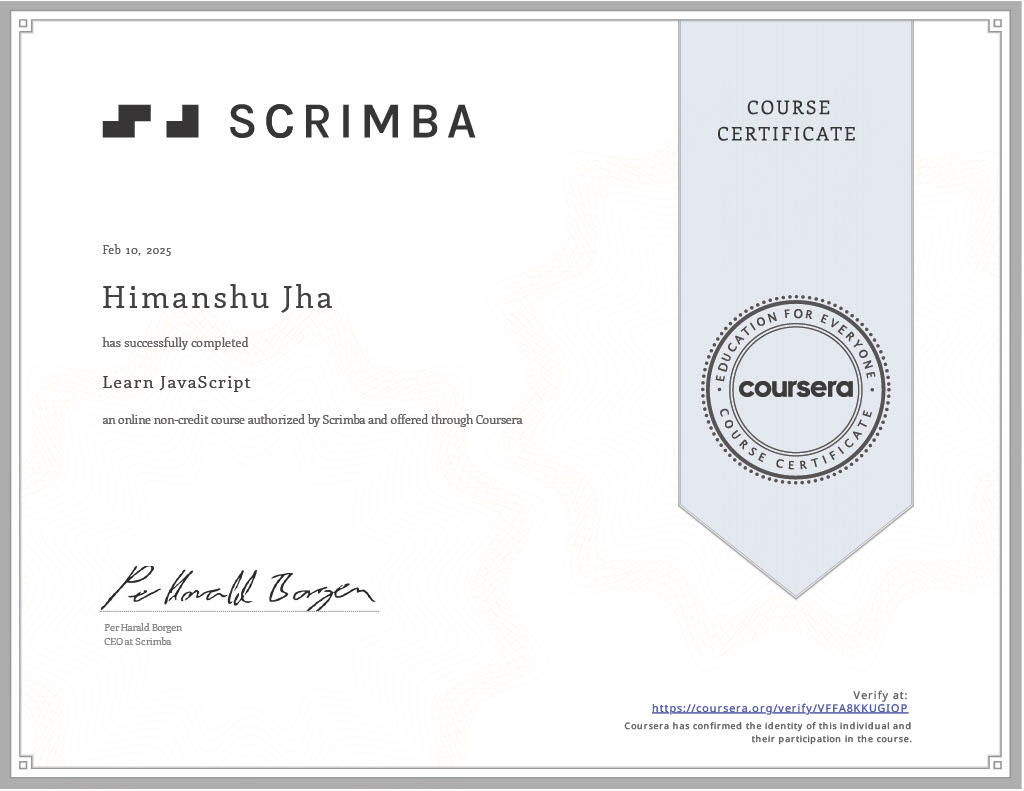 SCRIMBA
COURSE
CERTIFICATE
Feb 10, 2025
Himanshu Jha
has successfully completed
Learn JavaScript
an online non-credit course authorized by Scrimba and offered through Coursera
EDUCATION FOR EVERYONE
coursera
COURSE CERTIFICATE
Per Harald Borgen
Per Harald Borgen
CEO at Scrimba
Verify at:
https://coursera.org/verify/VFFA8KKUGIOP
Coursera has confirmed the identity of this individual and
their participation in the course.